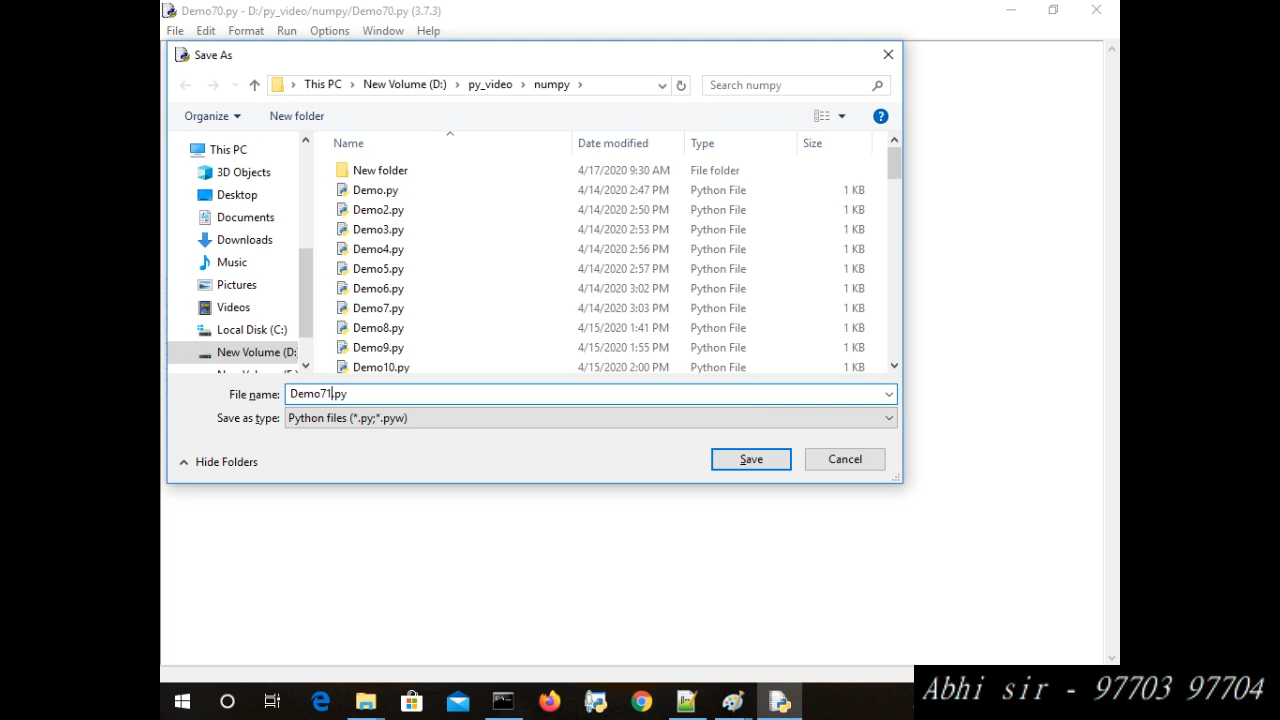 Demo70.py - D:/py_video/numpy/Demo70.py (3.7.3)
File Edit Format Run Options Window Help
Save As
This PC > New Volume (D:) > py_video > numpy >
Search numpy
Organize
New folder
Name Date modified Type Size
This PC
3D Objects
Desktop
Documents
Downloads
Music
Pictures
Videos
Local Disk (C:)
New Volume (D:
New folder 4/17/2020 9:30 AM File folder
Demo.py 4/14/2020 2:47 PM Python File 1 KB
Demo2.py 4/14/2020 2:50 PM Python File 1 KB
Demo3.py 4/14/2020 2:53 PM Python File 1 KB
Demo4.py 4/14/2020 2:56 PM Python File 1 KB
Demo5.py 4/14/2020 2:57 PM Python File 1 KB
Demo6.py 4/14/2020 3:02 PM Python File 1 KB
Demo7.py 4/14/2020 3:03 PM Python File 1 KB
Demo8.py 4/15/2020 1:41 PM Python File 1 KB
Demo9.py 4/15/2020 1:55 PM Python File 1 KB
Demo10.py 4/15/2020 2:00 PM Python File 1 KB
File name: Demo71.py
Save as type: Python files (*.py;*.pyw)
Hide Folders
Save
Cancel
Abhi sir - 97703 97704